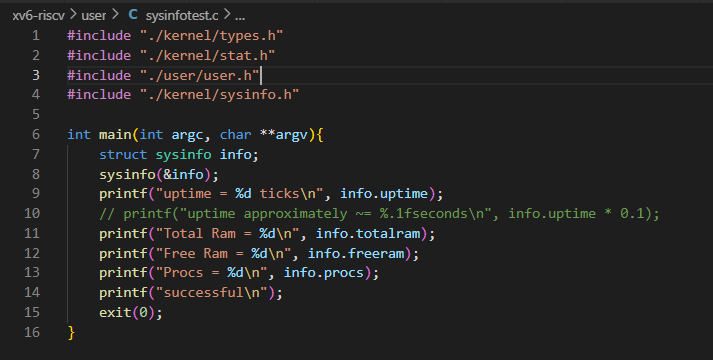 xv6-riscv > user > C sysinfotest.c > ...
1 #include "./kernel/types.h"
2 #include "./kernel/stat.h"
3 #include "./user/user.h"
4 #include "./kernel/sysinfo.h"
5
6 int main(int argc, char **argv){
7     struct sysinfo info;
8     sysinfo(&info);
9     printf("uptime = %d ticks\n", info.uptime);
10     // printf("uptime approximately ~= %.1fseconds\n", info.uptime * 0.1);
11     printf("Total Ram = %d\n", info.totalram);
12     printf("Free Ram = %d\n", info.freeram);
13     printf("Procs = %d\n", info.procs);
14     printf("successful\n");
15     exit(0);
16 }